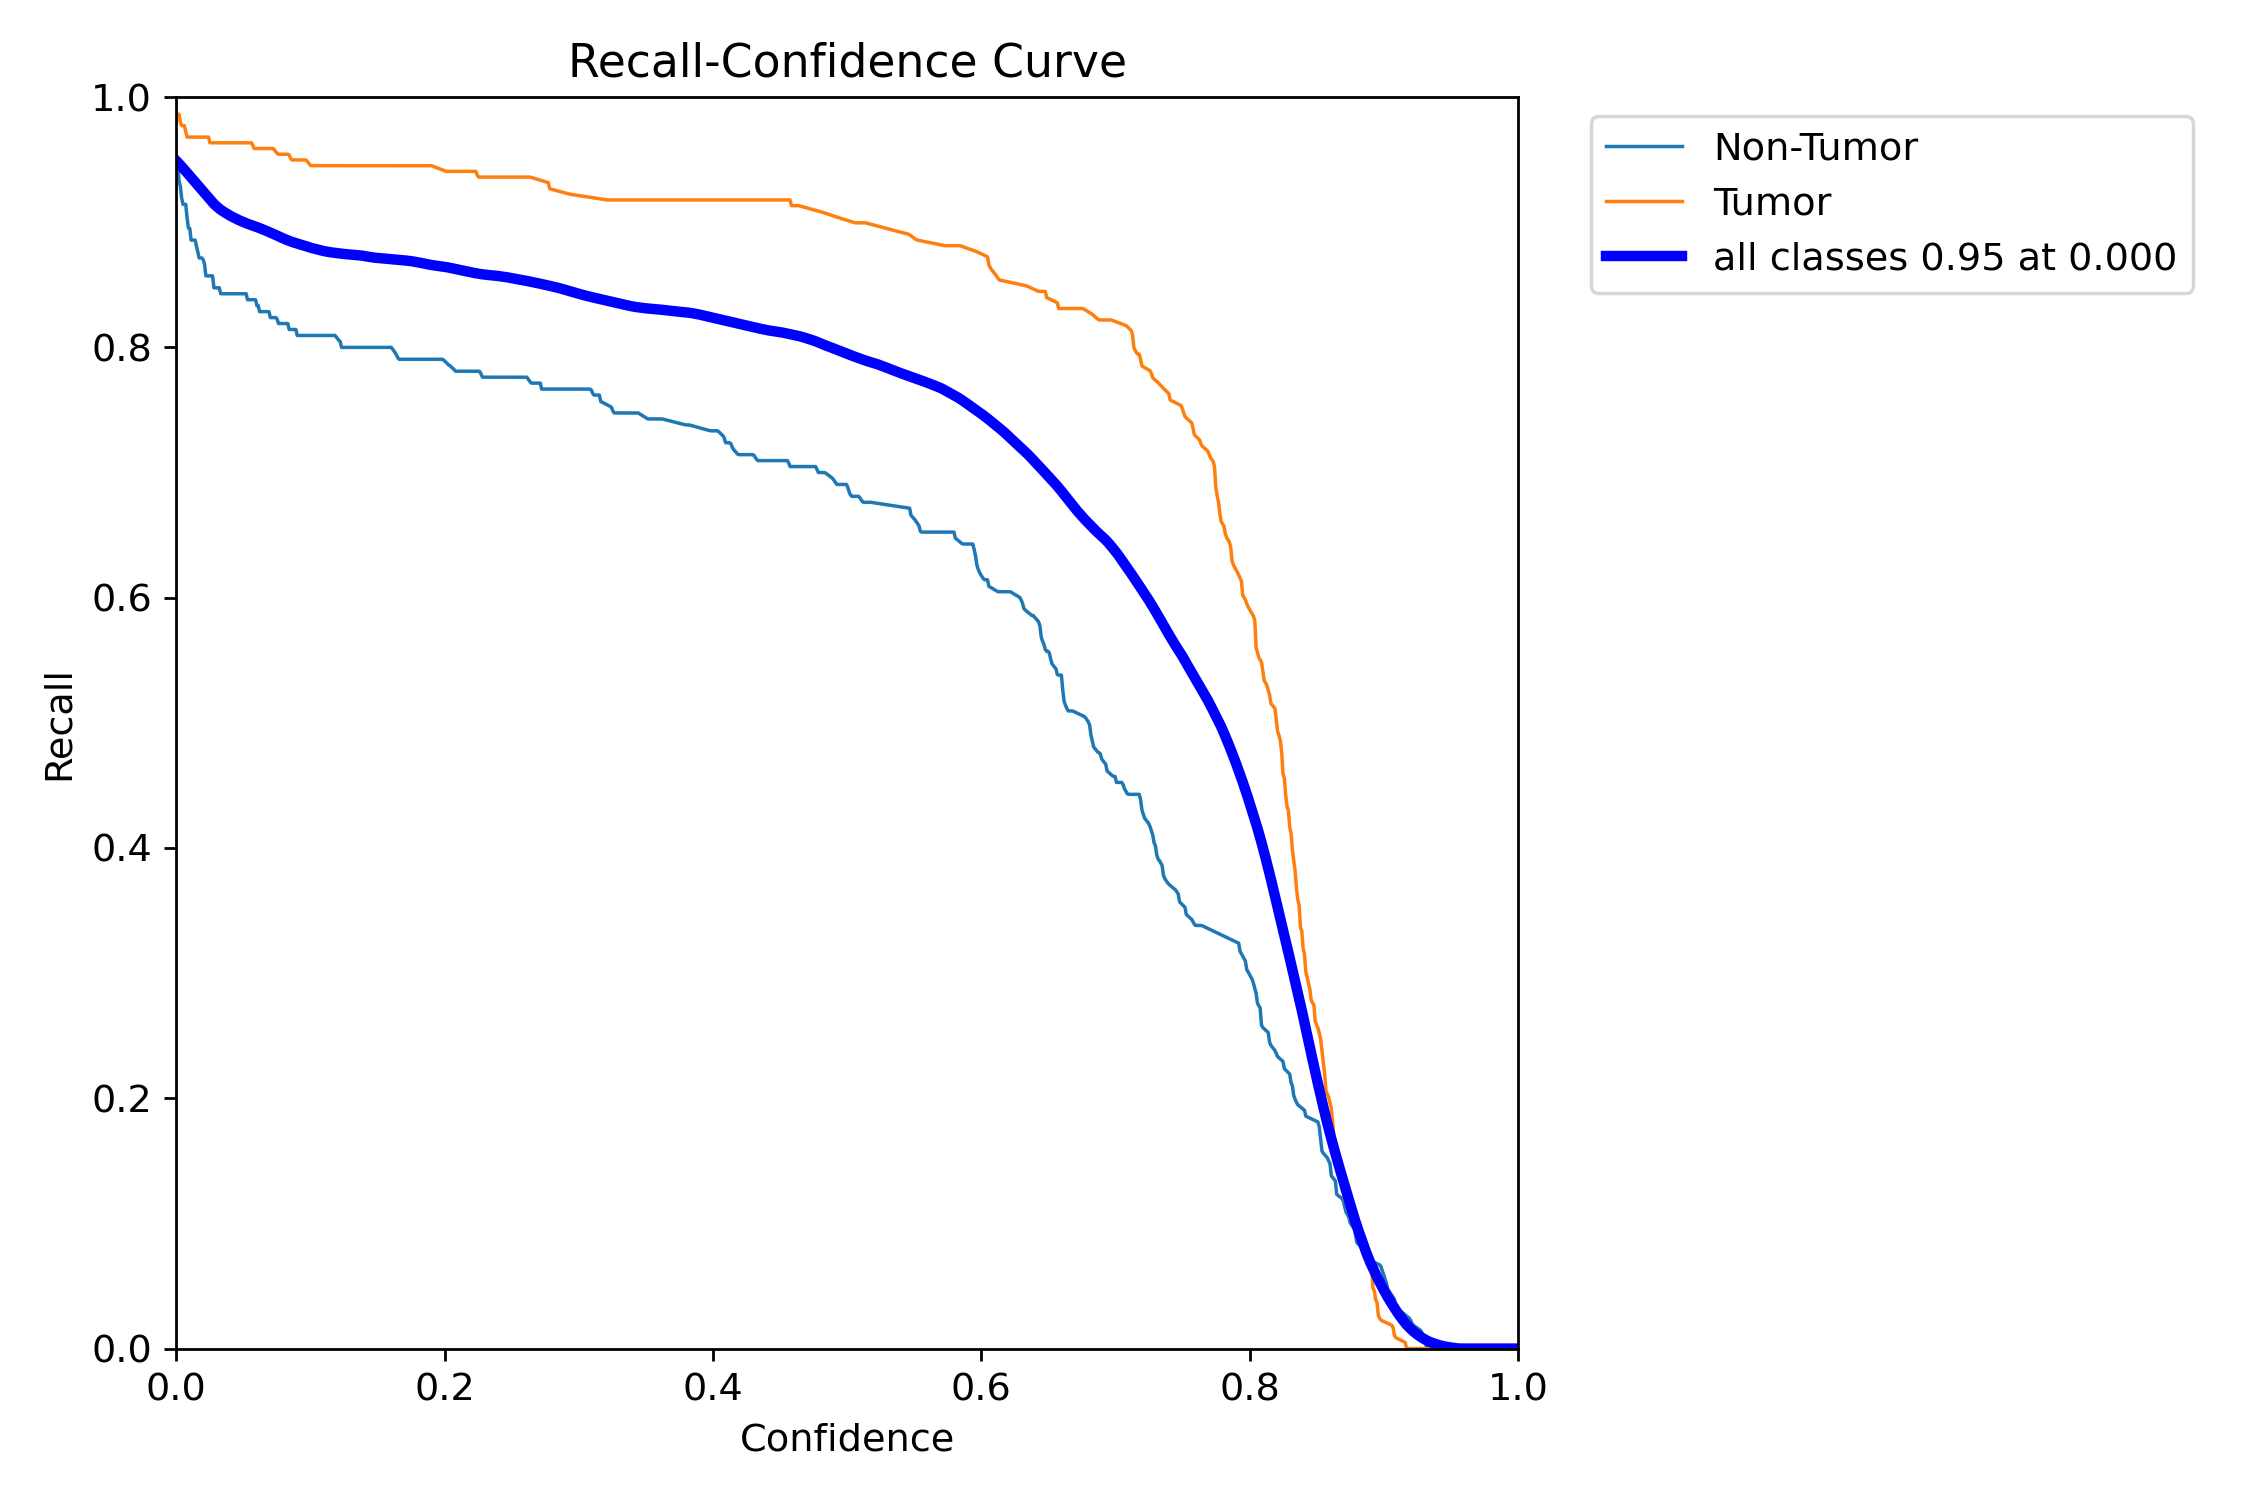 Recall-Confidence Curve
Non-Tumor
Tumor
all classes 0.95 at 0.000
1.0
0.8
0.6
0.4
0.2
0.0
Recall
0.0 0.2 0.4 0.6 0.8 1.0
Confidence